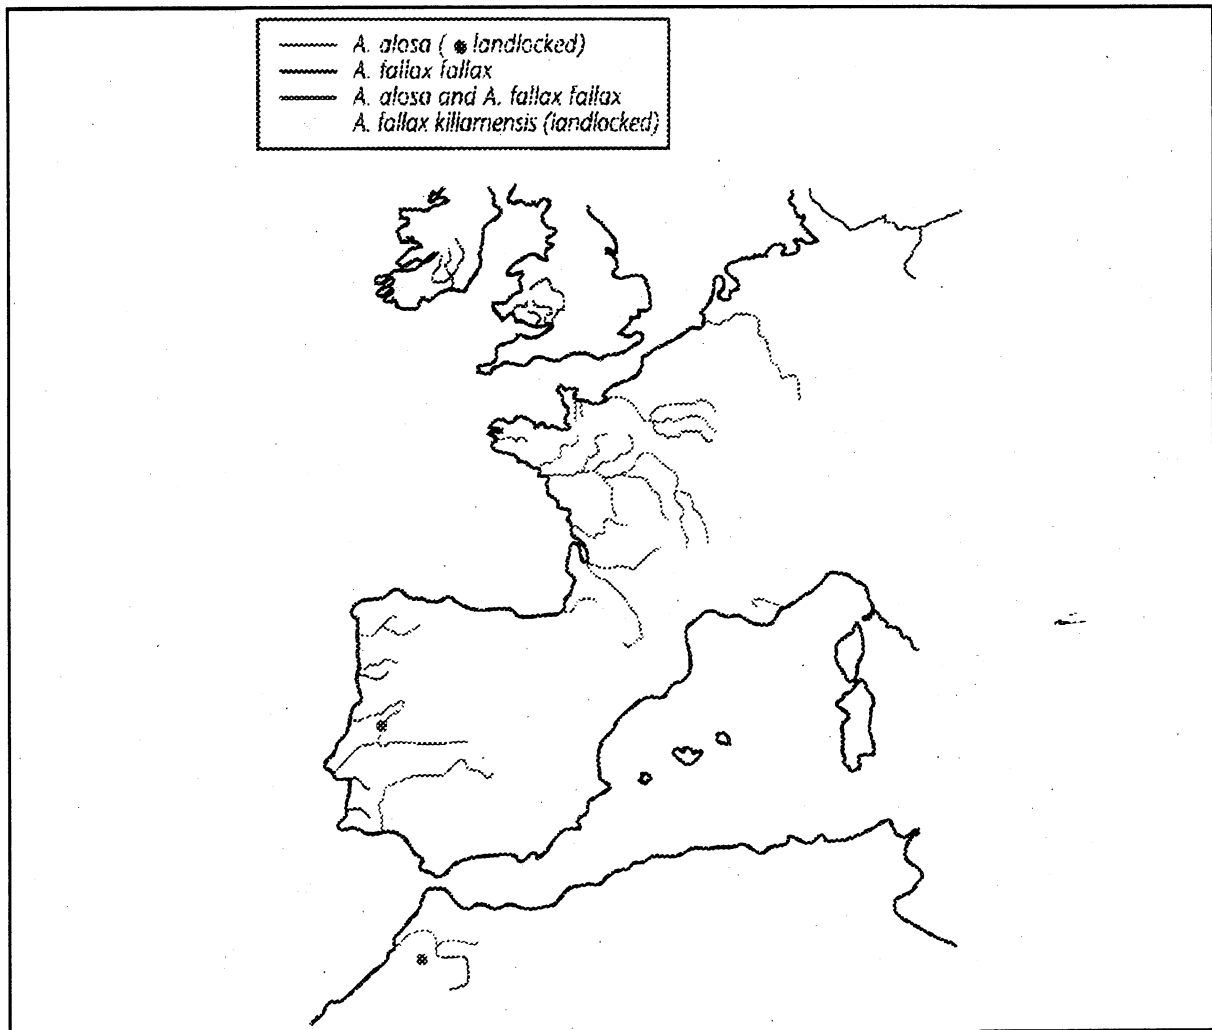 A. alosa ( landlocked)
A. fallax fallax
A. alosa and A. fallax fallax
A. fallax killarnensis (landlocked)